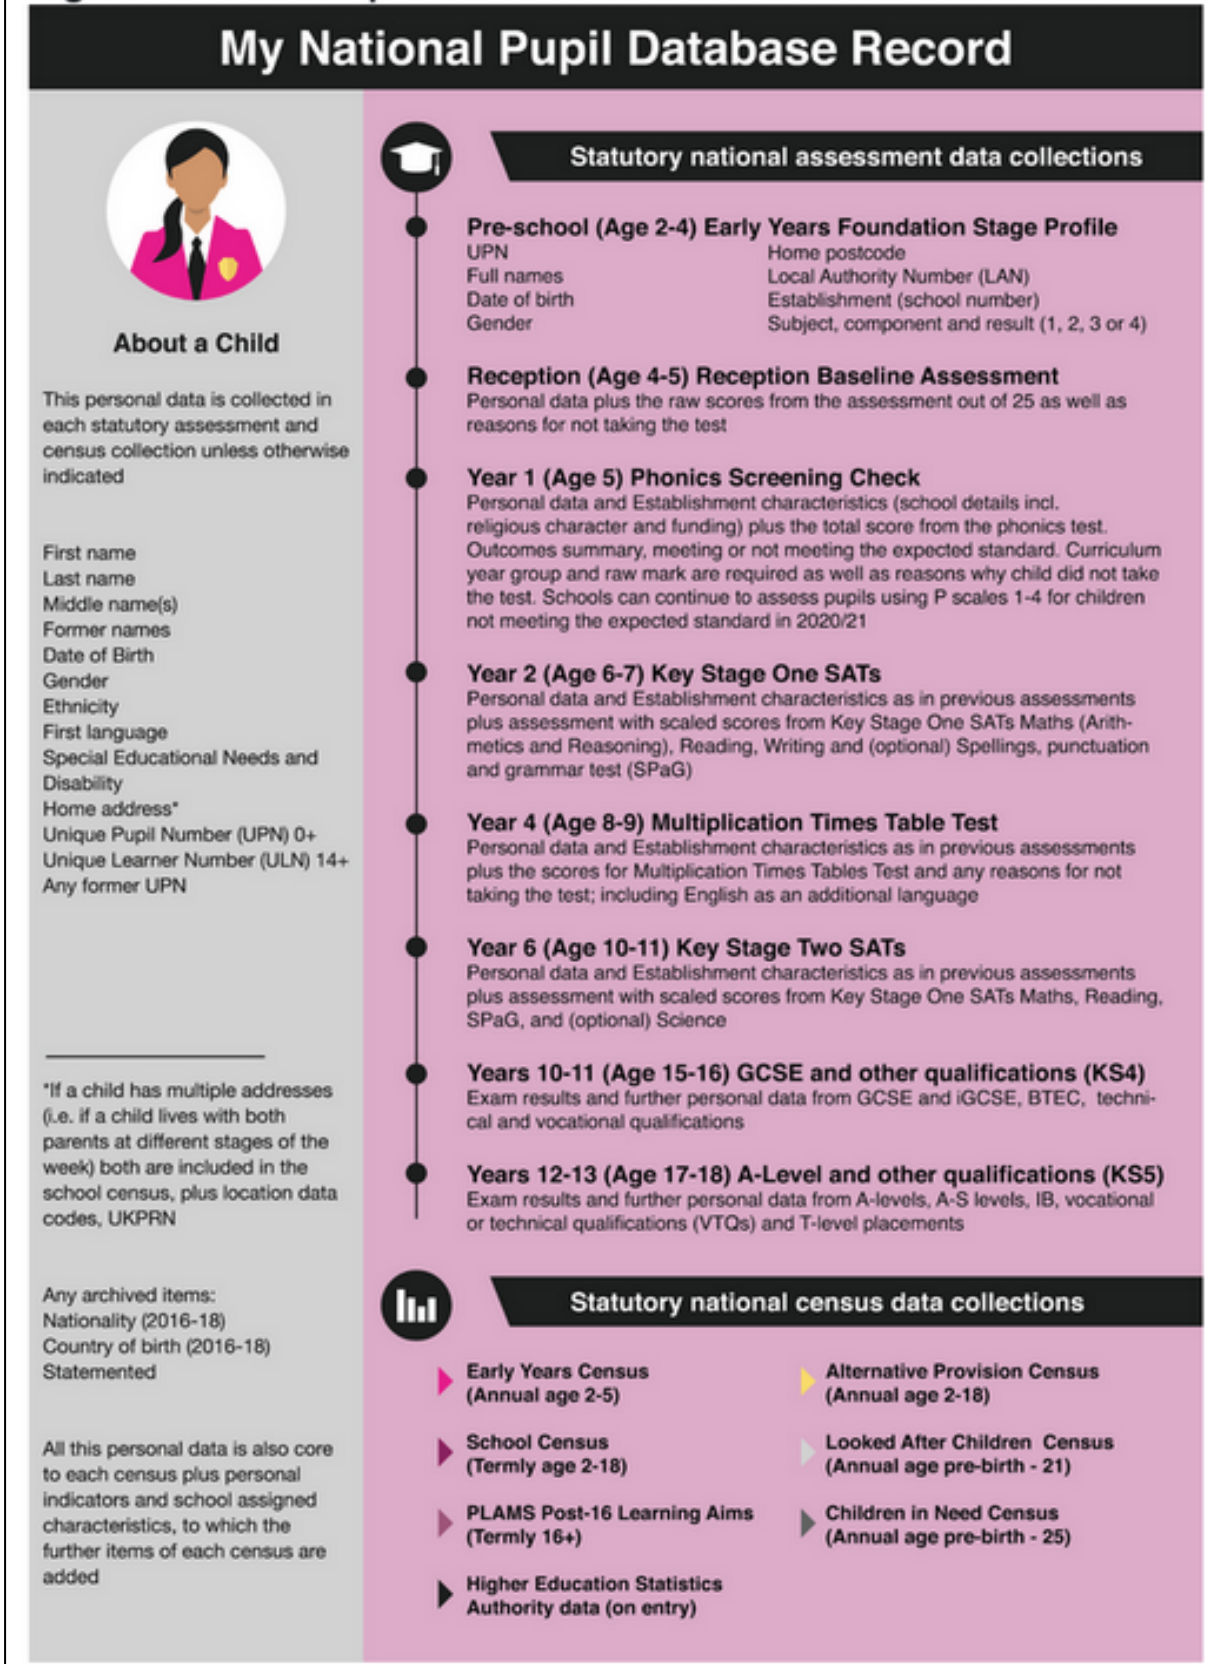 My National Pupil Database Record
About a Child
This personal data is collected in
each statutory assessment and
census collection unless otherwise
indicated
First name
Last name
Middle name(s)
Former names
Date of Birth
Gender
Ethnicity
First language
Special Educational Needs and
Disability
Home address*
Unique Pupil Number (UPN) 0+
Unique Learner Number (ULN) 14+
Any former UPN
*If a child has multiple addresses
(i.e. if a child lives with both
parents at different stages of the
week) both are included in the
school census, plus location data
codes, UKPRN
Any archived items:
Nationality (2016-18)
Country of birth (2016-18)
Statemented
All this personal data is also core
to each census plus personal
indicators and school assigned
characteristics, to which the
further items of each census are
added
Statutory national assessment data collections
Pre-school (Age 2-4) Early Years Foundation Stage Profile
UPN
Full names
Date of birth
Gender
Home postcode
Local Authority Number (LAN)
Establishment (school number)
Subject, component and result (1, 2, 3 or 4)
Reception (Age 4-5) Reception Baseline Assessment
Personal data plus the raw scores from the assessment out of 25 as well as
reasons for not taking the test
Year 1 (Age 5) Phonics Screening Check
Personal data and Establishment characteristics (school details incl.
religious character and funding) plus the total score from the phonics test.
Outcomes summary, meeting or not meeting the expected standard. Curriculum
year group and raw mark are required as well as reasons why child did not take
the test. Schools can continue to assess pupils using P scales 1-4 for children
not meeting the expected standard in 2020/21
Year 2 (Age 6-7) Key Stage One SATs
Personal data and Establishment characteristics as in previous assessments
plus assessment with scaled scores from Key Stage One SATs Maths (Arith-
metics and Reasoning), Reading, Writing and (optional) Spellings, punctuation
and grammar test (SPaG)
Year 4 (Age 8-9) Multiplication Times Table Test
Personal data and Establishment characteristics as in previous assessments
plus the scores for Multiplication Times Tables Test and any reasons for not
taking the test; including English as an additional language
Year 6 (Age 10-11) Key Stage Two SATs
Personal data and Establishment characteristics as in previous assessments
plus assessment with scaled scores from Key Stage One SATs Maths, Reading,
SPaG, and (optional) Science
Years 10-11 (Age 15-16) GCSE and other qualifications (KS4)
Exam results and further personal data from GCSE and iGCSE, BTEC, techni-
cal and vocational qualifications
Years 12-13 (Age 17-18) A-Level and other qualifications (KS5)
Exam results and further personal data from A-levels, A-S levels, IB, vocational
or technical qualifications (VTQs) and T-level placements
Statutory national census data collections
Early Years Census
(Annual age 2-5)
School Census
(Termly age 2-18)
PLAMS Post-16 Learning Aims
(Termly 16+)
Higher Education Statistics
Authority data (on entry)
Alternative Provision Census
(Annual age 2-18)
Looked After Children Census
(Annual age pre-birth - 21)
Children in Need Census
(Annual age pre-birth - 25)